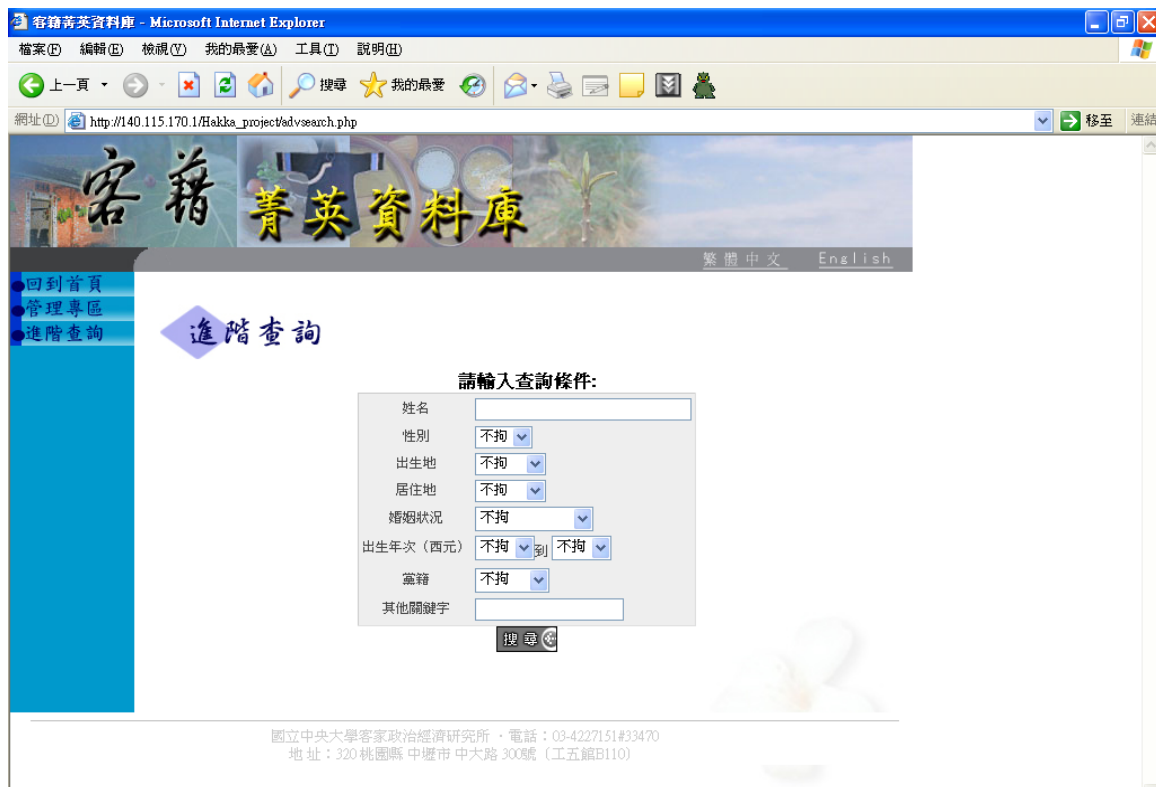 客籍菁英資料庫 - Microsoft Internet Explorer
檔案(F) 編輯(E) 檢視(V) 我的最愛(A) 工具(T) 說明(H)
上一頁 搜尋 我的最愛
網址(D) http://140.115.170.1/Hakka_project/advsearch.php 移至 連結
客籍菁英資料庫
繁體中文 English
回到首頁
管理專區
進階查詢
進階查詢
請輸入查詢條件:
姓名
性別 不拘
出生地 不拘
居住地 不拘
婚姻狀況 不拘
出生年次（西元） 不拘 到 不拘
黨籍 不拘
其他關鍵字
搜尋
國立中央大學客家政治經濟研究所 ・電話：03-4227151#33470
地址：320 桃園縣 中壢市 中大路 300號（工五館B110）